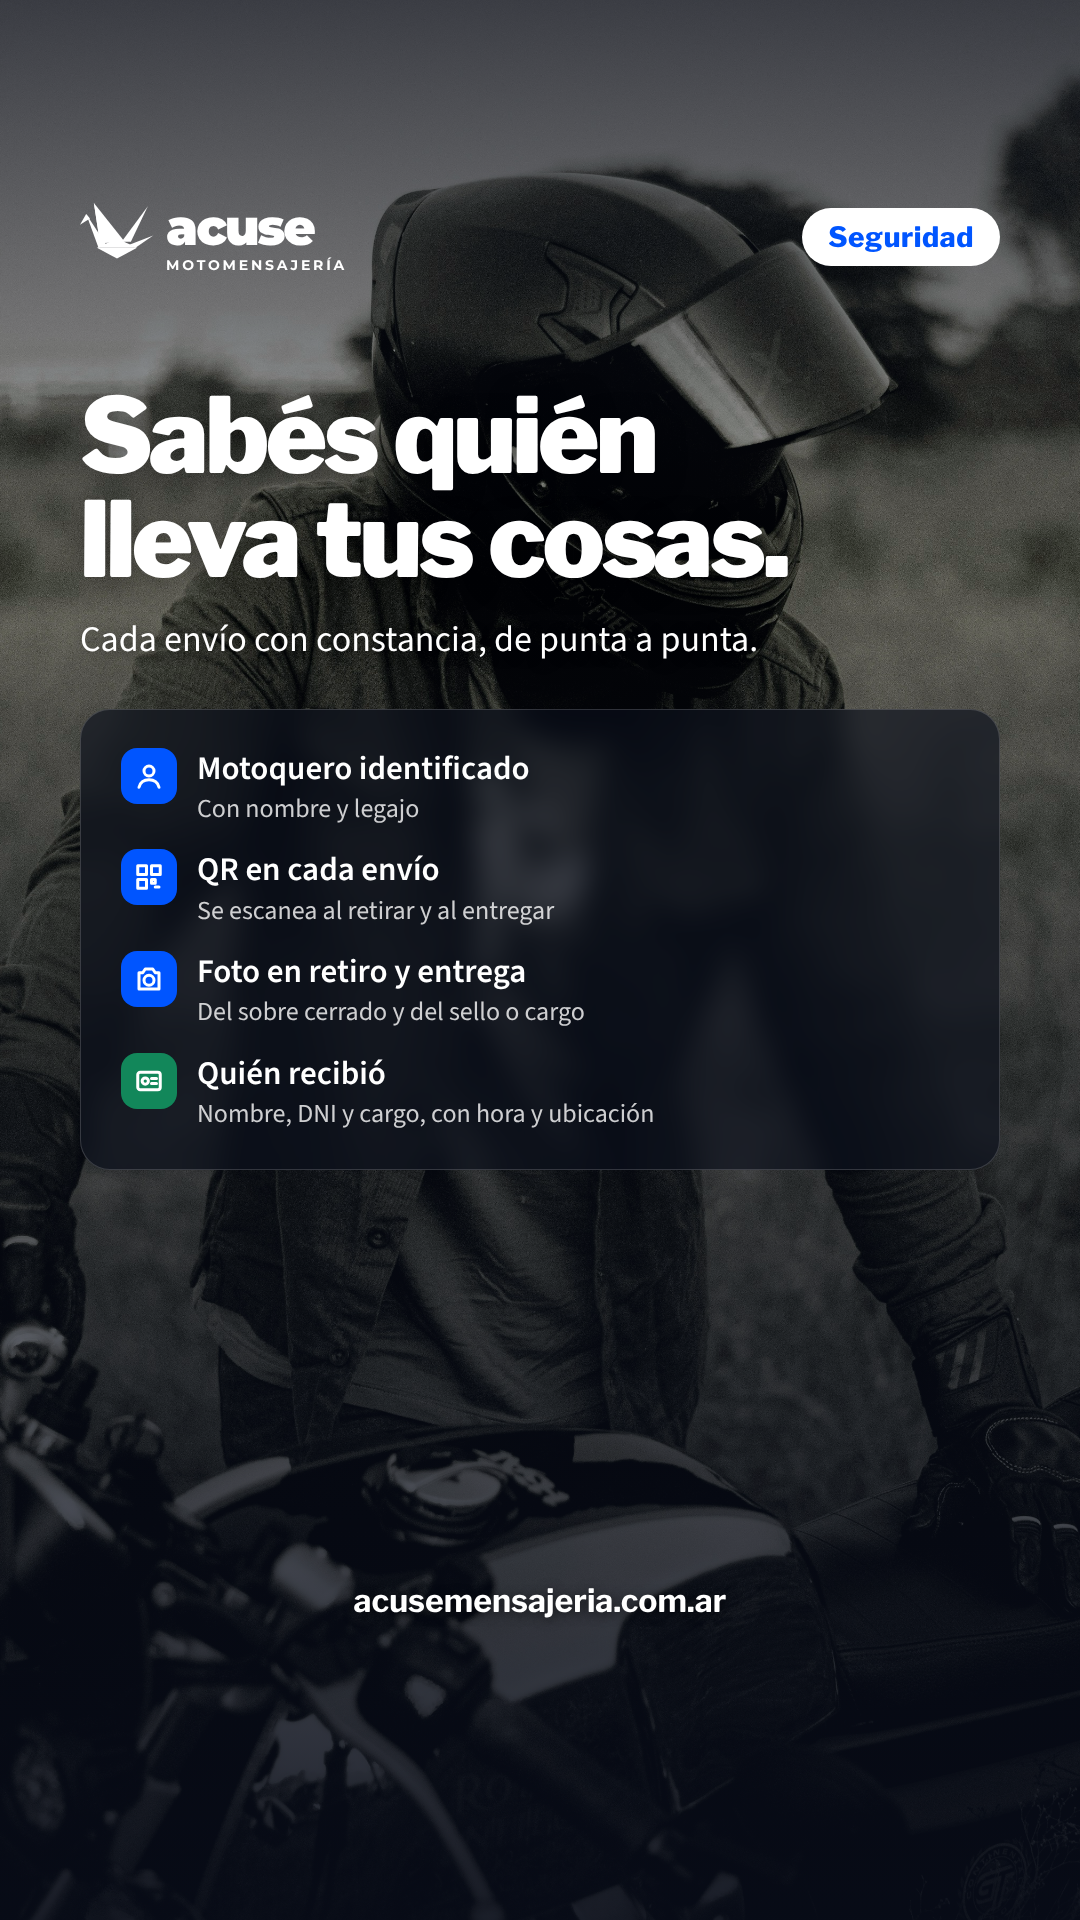 acuse
MOTOMENSAJERÍA
Seguridad
Sabés quién
lleva tus cosas.
Cada envío con constancia, de punta a punta.
Motoquero identificado
Con nombre y legajo
QR en cada envío
Se escanea al retirar y al entregar
Foto en retiro y entrega
Del sobre cerrado y del sello o cargo
Quién recibió
Nombre, DNI y cargo, con hora y ubicación
acusemensajeria.com.ar